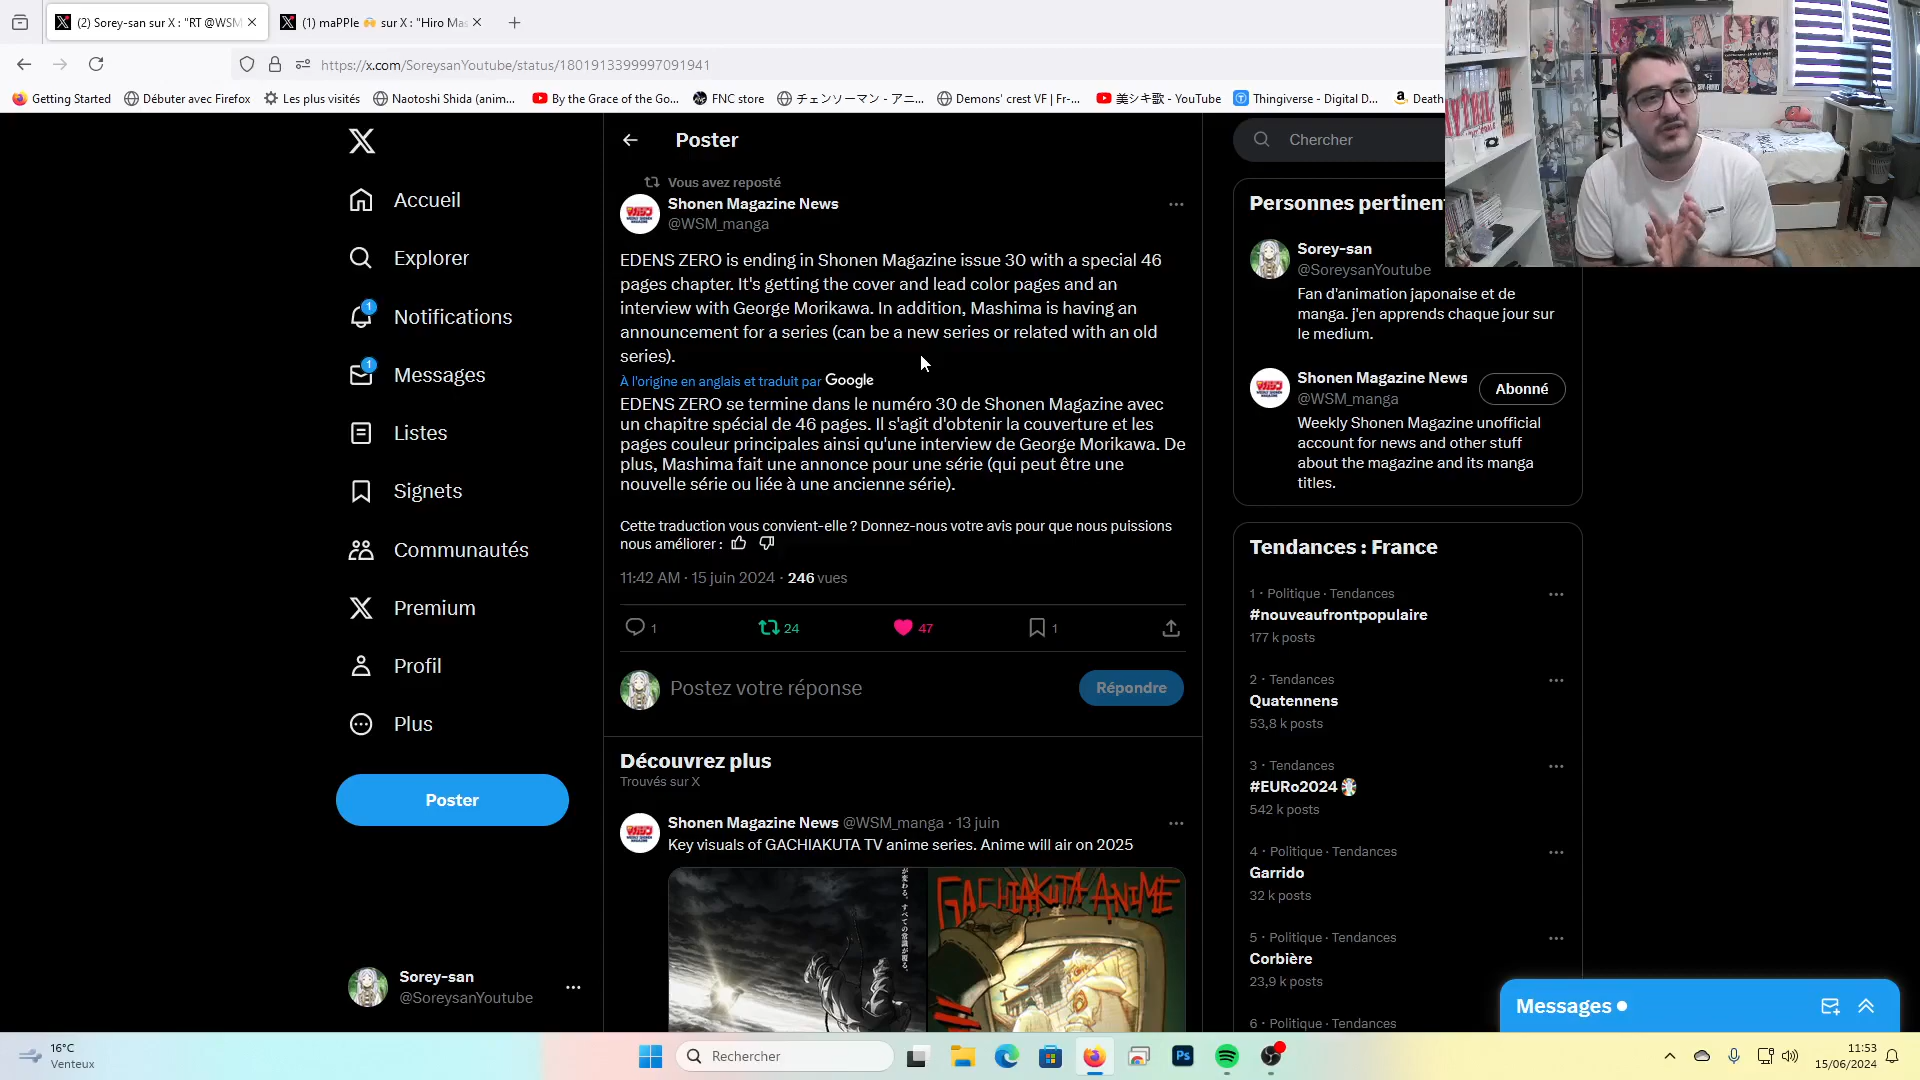 (2) Sorey-san sur X : "RT @WSM
(1) maPPle 🙌 sur X : "Hiro Mas
https://x.com/SoreysanYoutube/status/1801913399997091941
Getting Started
Débuter avec Firefox
Les plus visités
Naotoshi Shida (anim...
By the Grace of the Go...
FNC store
チェンソーマン - アニ...
Demons' crest VF | Fr-...
美シキ歌 - YouTube
Thingiverse - Digital D...
Death
Accueil
Explorer
1
Notifications
1
Messages
Listes
Signets
Communautés
Premium
Profil
Plus
Poster
Sorey-san
@SoreysanYoutube
Poster
Vous avez reposté
Shonen Magazine News
@WSM_manga
EDENS ZERO is ending in Shonen Magazine issue 30 with a special 46
pages chapter. It's getting the cover and lead color pages and an
interview with George Morikawa. In addition, Mashima is having an
announcement for a series (can be a new series or related with an old
series).
À l'origine en anglais et traduit par Google
EDENS ZERO se termine dans le numéro 30 de Shonen Magazine avec
un chapitre spécial de 46 pages. Il s'agit d'obtenir la couverture et les
pages couleur principales ainsi qu'une interview de George Morikawa. De
plus, Mashima fait une annonce pour une série (qui peut être une
nouvelle série ou liée à une ancienne série).
Cette traduction vous convient-elle ? Donnez-nous votre avis pour que nous puissions
nous améliorer :
11:42 AM · 15 juin 2024 · 246 vues
1
24
47
1
Postez votre réponse
Répondre
Découvrez plus
Trouvés sur X
Shonen Magazine News @WSM_manga · 13 juin
Key visuals of GACHIAKUTA TV anime series. Anime will air on 2025
が変わる。すべての常識が覆る。
GACHIAKUTA ANIME
Chercher
Personnes pertinen
Sorey-san
@SoreysanYoutube
Fan d'animation japonaise et de
manga. j'en apprends chaque jour sur
le medium.
Shonen Magazine News
@WSM_manga
Abonné
Weekly Shonen Magazine unofficial
account for news and other stuff
about the magazine and its manga
titles.
Tendances : France
1 · Politique · Tendances
#nouveaufrontpopulaire
177 k posts
2 · Tendances
Quatennens
53,8 k posts
3 · Tendances
#EURo2024
542 k posts
4 · Politique · Tendances
Garrido
32 k posts
5 · Politique · Tendances
Corbière
23,9 k posts
6 · Politique · Tendances
Messages
16°C
Venteux
Rechercher
Ps
11:53
15/06/2024